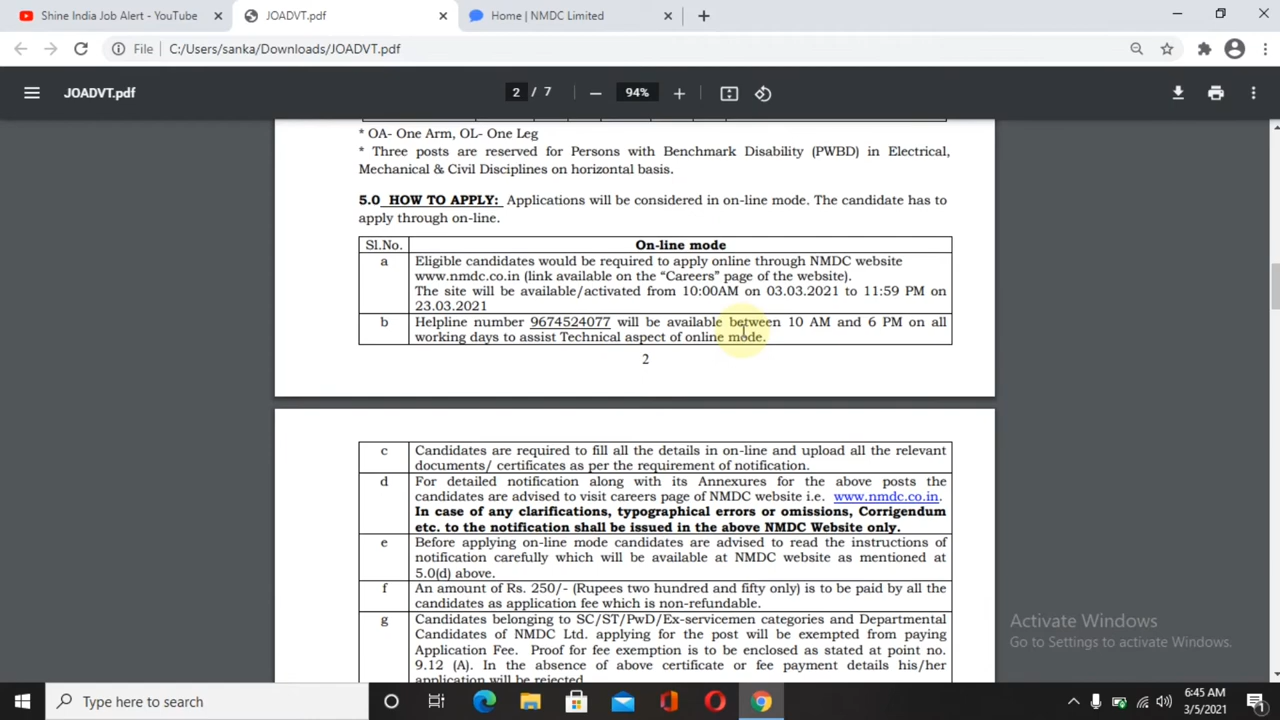 Shine India Job Alert - YouTube
JOADVT.pdf
Home | NMDC Limited
File
C:/Users/sanka/Downloads/JOADVT.pdf
JOADVT.pdf
2 / 7
94%
* OA- One Arm, OL- One Leg
* Three posts are reserved for Persons with Benchmark Disability (PWBD) in Electrical,
Mechanical & Civil Disciplines on horizontal basis.
5.0 HOW TO APPLY: Applications will be considered in on-line mode. The candidate has to
apply through on-line.
Sl.No. On-line mode
a Eligible candidates would be required to apply online through NMDC website
www.nmdc.co.in (link available on the “Careers” page of the website).
The site will be available/activated from 10:00AM on 03.03.2021 to 11:59 PM on
23.03.2021
b Helpline number 9674524077 will be available between 10 AM and 6 PM on all
working days to assist Technical aspect of online mode.
2
c Candidates are required to fill all the details in on-line and upload all the relevant
documents/ certificates as per the requirement of notification.
d For detailed notification along with its Annexures for the above posts the
candidates are advised to visit careers page of NMDC website i.e. www.nmdc.co.in.
In case of any clarifications, typographical errors or omissions, Corrigendum
etc. to the notification shall be issued in the above NMDC Website only.
e Before applying on-line mode candidates are advised to read the instructions of
notification carefully which will be available at NMDC website as mentioned at
5.0(d) above.
f An amount of Rs. 250/- (Rupees two hundred and fifty only) is to be paid by all the
candidates as application fee which is non-refundable.
g Candidates belonging to SC/ST/PwD/Ex-servicemen categories and Departmental
Candidates of NMDC Ltd. applying for the post will be exempted from paying
Application Fee. Proof for fee exemption is to be enclosed as stated at point no.
9.12 (A). In the absence of above certificate or fee payment details his/her
application will be rejected
Activate Windows
Go to Settings to activate Windows.
Type here to search
6:45 AM
3/5/2021